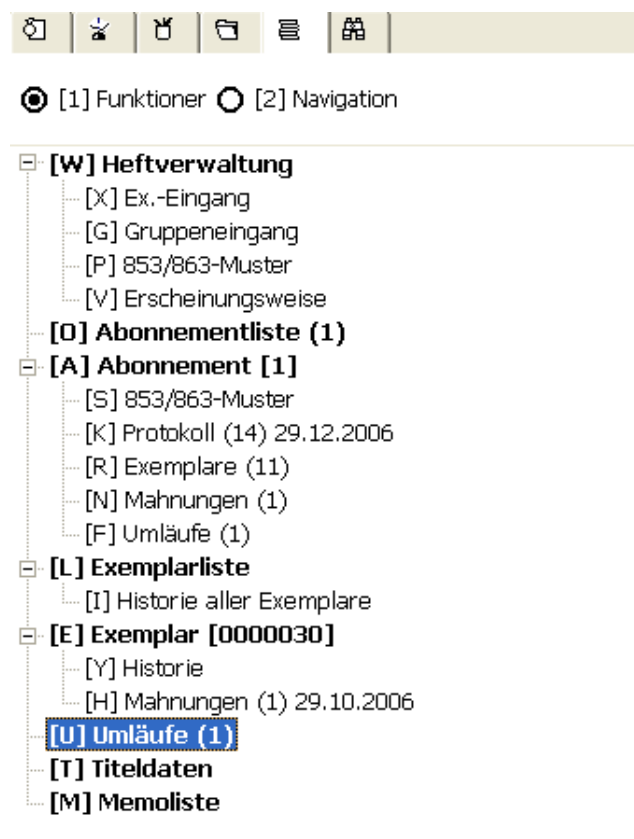 [1] Funktioner [2] Navigation
[W] Heftverwaltung
[X] Ex.-Eingang
[G] Gruppeneingang
[P] 853/863-Muster
[V] Erscheinungsweise
[O] Abonnementliste (1)
[A] Abonnement [1]
[S] 853/863-Muster
[K] Protokoll (14) 29.12.2006
[R] Exemplare (11)
[N] Mahnungen (1)
[F] Umläufe (1)
[L] Exemplarliste
[I] Historie aller Exemplare
[E] Exemplar [0000030]
[Y] Historie
[H] Mahnungen (1) 29.10.2006
[U] Umläufe (1)
[T] Titeldaten
[M] Memoliste